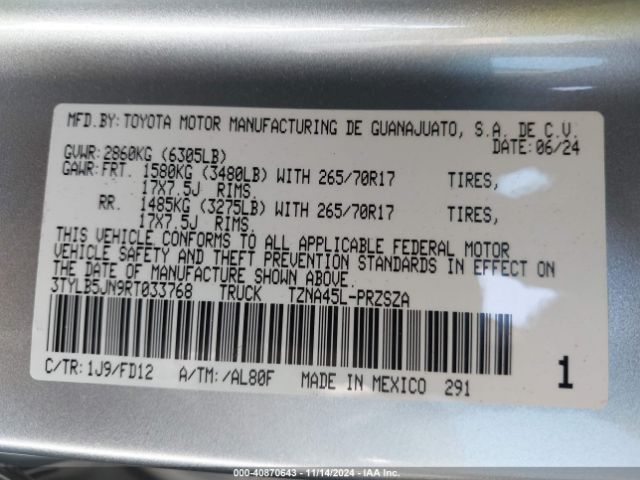 MFD.BY:TOYOTA MOTOR MANUFACTURING DE GUANAJUATO, S.A. DE C.V.
GVWR:2860KG (6305LB) DATE:06/24
GAWR:FRT. 1580KG (3480LB) WITH 265/70R17 TIRES,
17X7.5J RIMS.
RR. 1485KG (3275LB) WITH 265/70R17 TIRES,
17X7.5J RIMS.
THIS VEHICLE CONFORMS TO ALL APPLICABLE FEDERAL MOTOR
VEHICLE SAFETY AND THEFT PREVENTION STANDARDS IN EFFECT ON
THE DATE OF MANUFACTURE SHOWN ABOVE.
3TYLB5JN9RT033768 TRUCK TZNA45L-PRZSZA
C/TR:1J9/FD12 A/TM:/AL80F MADE IN MEXICO 291 1
00-40870643 - 11/14/2024 - IAAI.COM